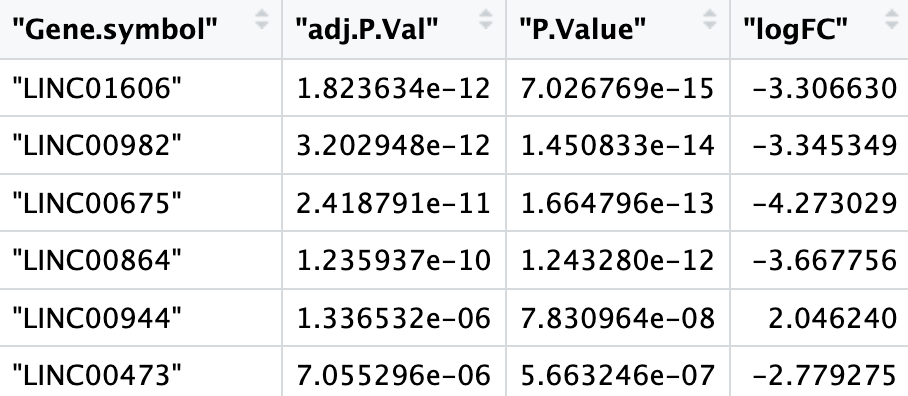 "Gene.symbol" "adj.P.Val" "P.Value" "logFC"
"LINC01606" 1.823634e-12 7.026769e-15 -3.306630
"LINC00982" 3.202948e-12 1.450833e-14 -3.345349
"LINC00675" 2.418791e-11 1.664796e-13 -4.273029
"LINC00864" 1.235937e-10 1.243280e-12 -3.667756
"LINC00944" 1.336532e-06 7.830964e-08 2.046240
"LINC00473" 7.055296e-06 5.663246e-07 -2.779275